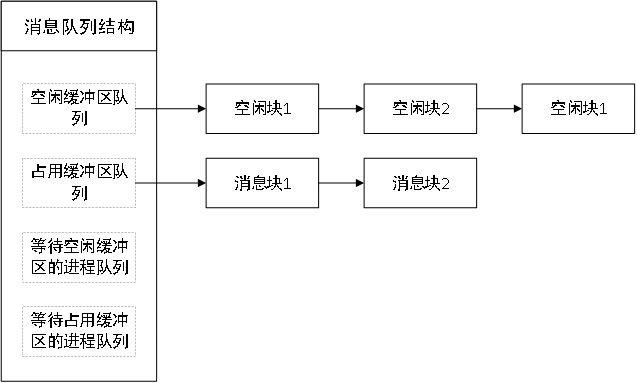 消息队列结构
空闲缓冲区队
列
空闲块1
空闲块2
空闲块1
占用缓冲区队
列
消息块1
消息块2
等待空闲缓冲
区的进程队列
等待占用缓冲
区的进程队列